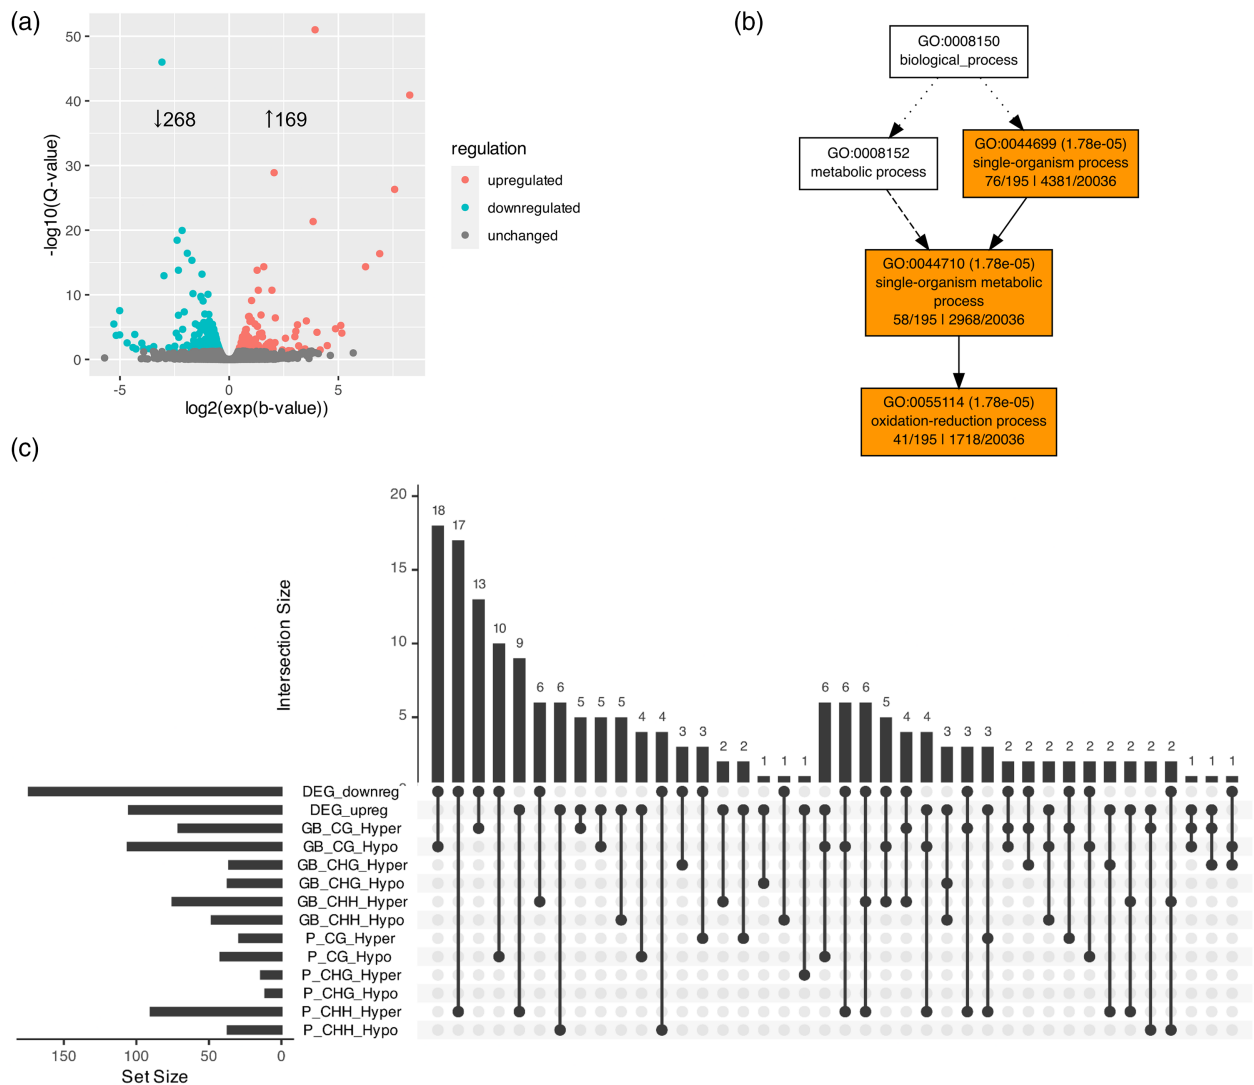 (a)
50
40
30
20
10
0
-log10(Q-value)
↓268
↑169
-5
0
5
log2(exp(b-value))
regulation
upregulated
downregulated
unchanged
(b)
GO:0008150
biological_process
GO:0008152
metabolic process
GO:0044699 (1.78e-05)
single-organism process
76/195 | 4381/20036
GO:0044710 (1.78e-05)
single-organism metabolic
process
58/195 | 2968/20036
GO:0055114 (1.78e-05)
oxidation-reduction process
41/195 | 1718/20036
(c)
Intersection Size
20
15
10
5
18 17 13 10 9 6 6 5 5 5 4 4 3 3 2 2 1 1 1 6 6 6 5 4 4 3 3 3 2 2 2 2 2 2 2 2 2 1 1 1
DEG_downreg
DEG_upreg
GB_CG_Hyper
GB_CG_Hypo
GB_CHG_Hyper
GB_CHG_Hypo
GB_CHH_Hyper
GB_CHH_Hypo
P_CG_Hyper
P_CG_Hypo
P_CHG_Hyper
P_CHG_Hypo
P_CHH_Hyper
P_CHH_Hypo
150 100 50 0
Set Size